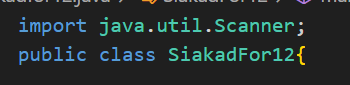 import java.util.Scanner;
public class SiakadFor12{